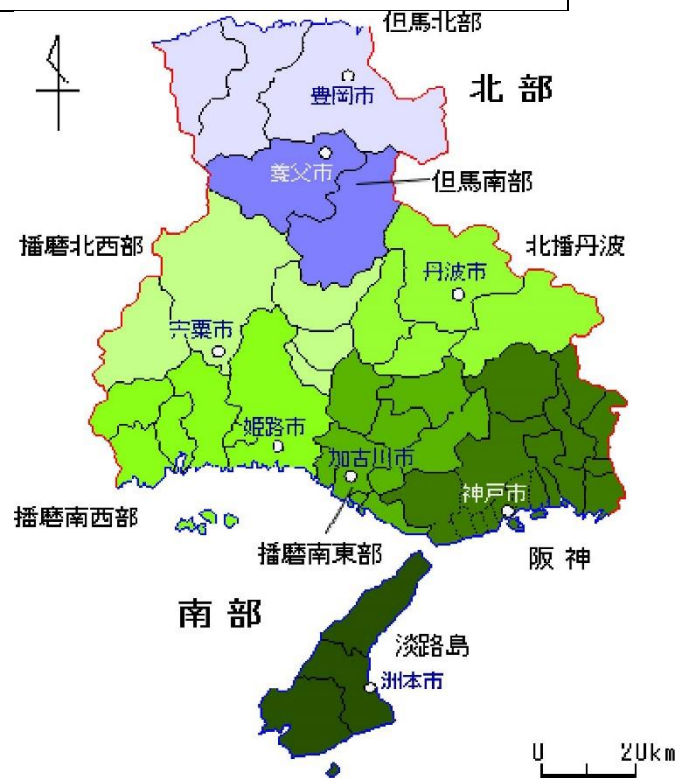 但馬北部
豊岡市
北部
養父市
但馬南部
播磨北西部
北播丹波
丹波市
宍粟市
姫路市
加古川市
神戸市
播磨南西部
播磨南東部
阪神
南部
淡路島
洲本市
0 20km